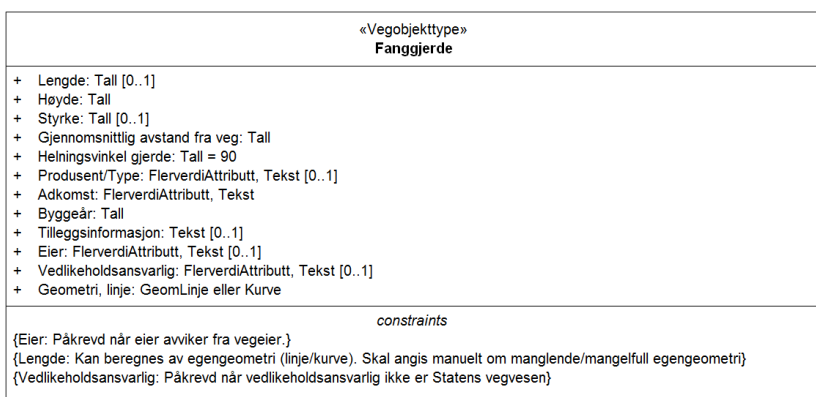 «Vegobjekttype»
Fanggjerde
+ Lengde: Tall [0..1]
+ Høyde: Tall
+ Styrke: Tall [0..1]
+ Gjennomsnittlig avstand fra veg: Tall
+ Helningsvinkel gjerde: Tall = 90
+ Produsent/Type: FlerverdiAttributt, Tekst [0..1]
+ Adkomst: FlerverdiAttributt, Tekst
+ Byggeår: Tall
+ Tilleggsinformasjon: Tekst [0..1]
+ Eier: FlerverdiAttributt, Tekst [0..1]
+ Vedlikeholdsansvarlig: FlerverdiAttributt, Tekst [0..1]
+ Geometri, linje: GeomLinje eller Kurve
constraints
{Eier: Påkrevd når eier avviker fra vegeier.}
{Lengde: Kan beregnes av egengeometri (linje/kurve). Skal angis manuelt om manglende/mangelfull egengeometri}
{Vedlikeholdsansvarlig: Påkrevd når vedlikeholdsansvarlig ikke er Statens vegvesen}